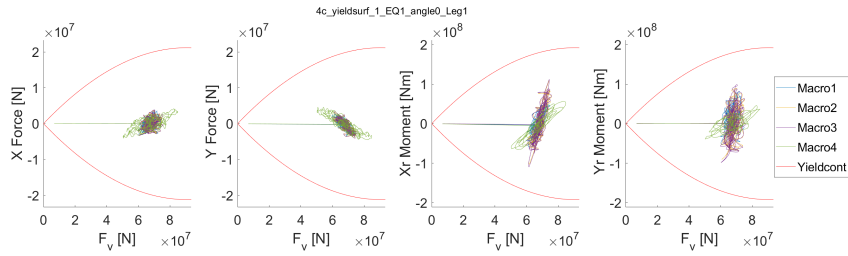 4c_yieldsurf_1_EQ1_angle0_Leg1
×10^7
X Force [N]
2
1
0
-1
-2
0 2 4 6 8
F_v [N] ×10^7
×10^7
Y Force [N]
2
1
0
-1
-2
0 2 4 6 8
F_v [N] ×10^7
×10^8
Xr Moment [Nm]
2
1
0
-1
-2
0 2 4 6 8
F_v [N] ×10^7
×10^8
Yr Moment [Nm]
2
1
0
-1
-2
0 2 4 6 8
F_v [N] ×10^7
Macro1
Macro2
Macro3
Macro4
Yieldcont